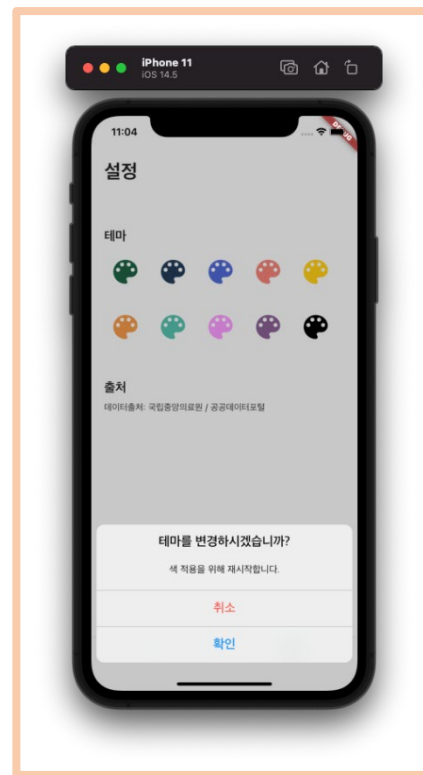 iPhone 11
iOS 14.5
11:04
설정
테마
출처
데이터출처: 국립중앙의료원 / 공공데이터포털
테마를 변경하시겠습니까?
색 적용을 위해 재시작합니다.
취소
확인